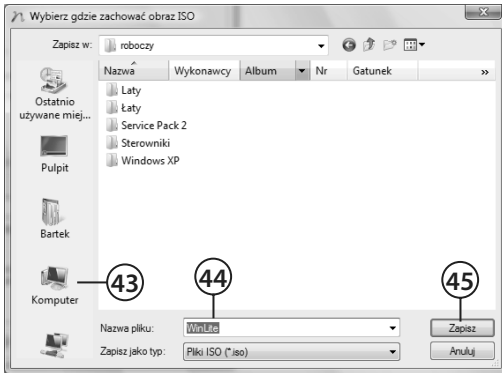 Wybierz gdzie zachować obraz ISO
Zapisz w: roboczy
Nazwa Wykonawcy Album Nr Gatunek »
Laty
Łaty
Service Pack 2
Sterowniki
Windows XP
Ostatnio
używane miej...
Pulpit
Bartek
Komputer
43
44
45
Nazwa pliku: WinLite Zapisz
Zapisz jako typ: Pliki ISO (*.iso) Anuluj